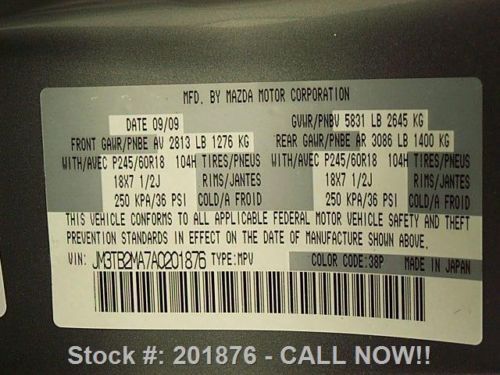 MFD. BY MAZDA MOTOR CORPORATION
DATE 09/09 GVWR/PNBV 5831 LB 2645 KG
FRONT GAWR/PNBE AV 2813 LB 1276 KG REAR GAWR/PNBE AR 3086 LB 1400 KG
WITH/AVEC P245/60R18 104H TIRES/PNEUS WITH/AVEC P245/60R18 104H TIRES/PNEUS
18X7 1/2J RIMS/JANTES 18X7 1/2J RIMS/JANTES
250 KPA/36 PSI COLD/A FROID 250 KPA/36 PSI COLD/A FROID
THIS VEHICLE CONFORMS TO ALL APPLICABLE FEDERAL MOTOR VEHICLE SAFETY AND THEFT
PREVENTION STANDARDS IN EFFECT ON THE DATE OF MANUFACTURE SHOWN ABOVE.
VIN: JM3TB2MA7A0201876 TYPE: MPV COLOR CODE: 38P MADE IN JAPAN
Stock #: 201876 - CALL NOW!!